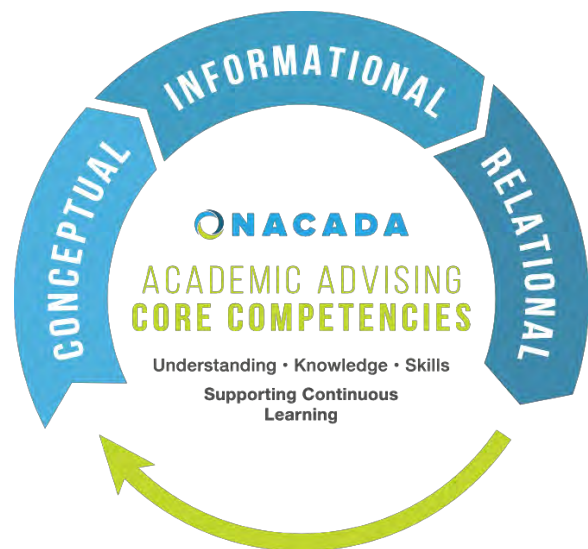 CONCEPTUAL
INFORMATIONAL
RELATIONAL
NACADA
ACADEMIC ADVISING
CORE COMPETENCIES
Understanding • Knowledge • Skills
Supporting Continuous
Learning